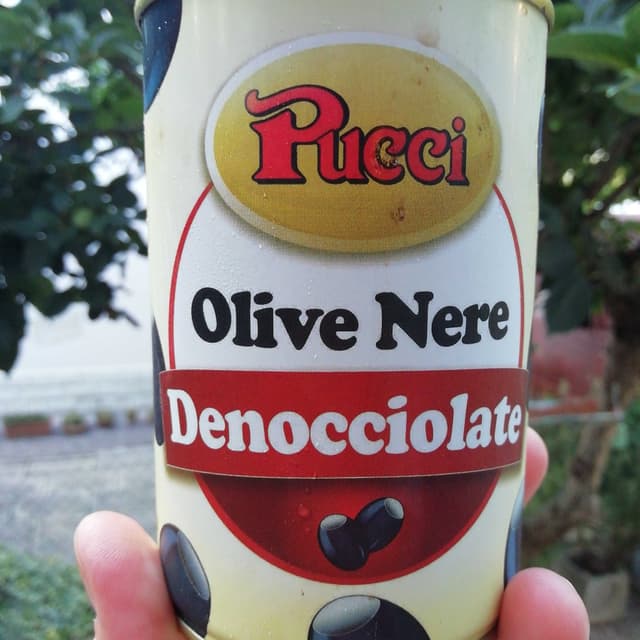 Pucci
Olive Nere
Denocciolate